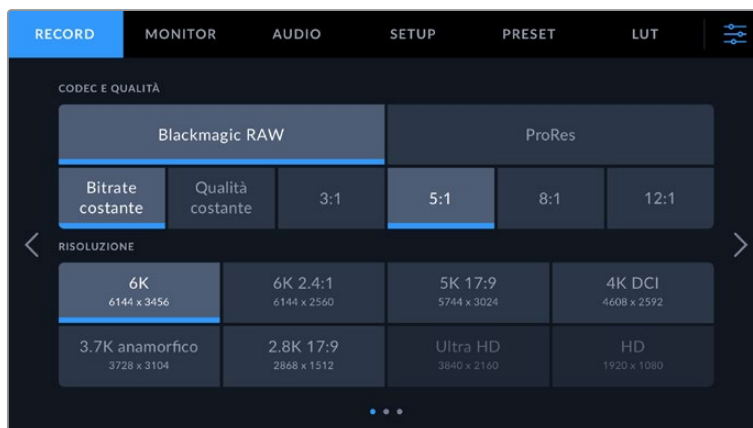 RECORD MONITOR AUDIO SETUP PRESET LUT
CODEC E QUALITÀ
Blackmagic RAW ProRes
Bitrate costante Qualità costante 3:1 5:1 8:1 12:1
RISOLUZIONE
6K 6K 2.4:1 5K 17:9 4K DCI
6144 x 3456 6144 x 2560 5744 x 3024 4608 x 2592
3.7K anamorfico 2.8K 17:9 Ultra HD HD
3728 x 3104 2868 x 1512 3840 x 2160 1920 x 1080